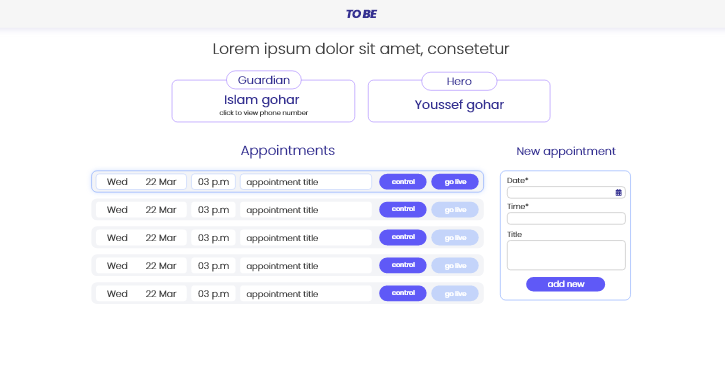 TO BE
Lorem ipsum dolor sit amet, consetetur
Guardian
Islam gohar
click to view phone number
Hero
Youssef gohar
Appointments
Wed 22 Mar 03 p.m appointment title control go live
Wed 22 Mar 03 p.m appointment title control go live
Wed 22 Mar 03 p.m appointment title control go live
Wed 22 Mar 03 p.m appointment title control go live
Wed 22 Mar 03 p.m appointment title control go live
New appointment
Date*
Time*
Title
add new